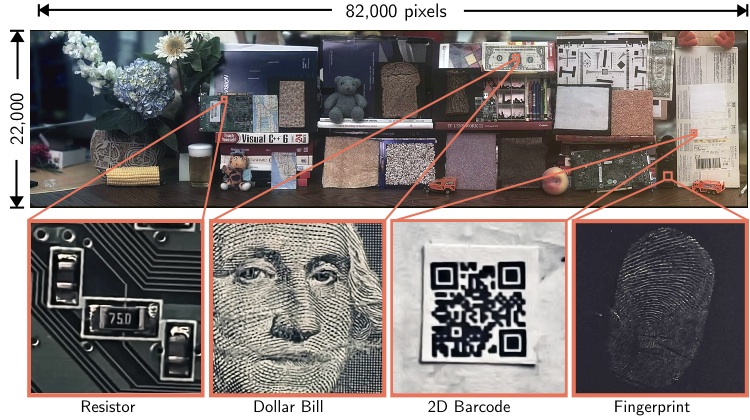 82,000 pixels
22,000
Visual C++ 6
750
Resistor
Dollar Bill
2D Barcode
Fingerprint